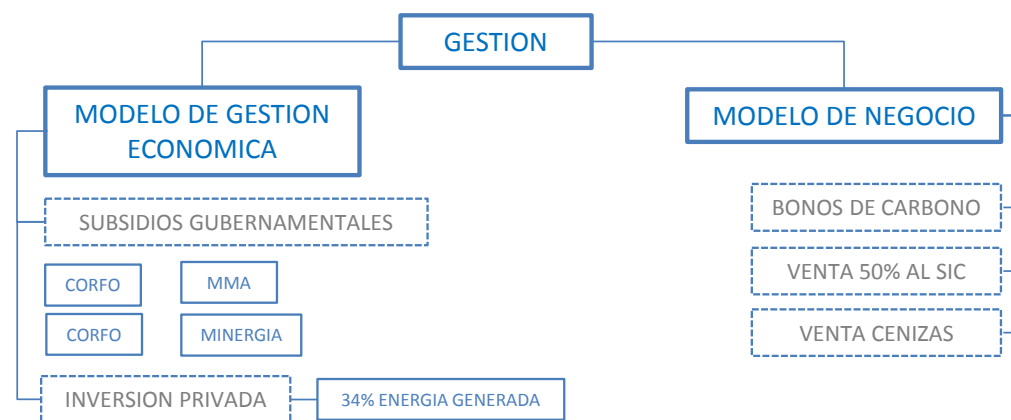 GESTION
MODELO DE GESTION
ECONOMICA
MODELO DE NEGOCIO
SUBSIDIOS GUBERNAMENTALES
BONOS DE CARBONO
CORFO
MMA
VENTA 50% AL SIC
CORFO
MINERGIA
VENTA CENIZAS
INVERSION PRIVADA
34% ENERGIA GENERADA